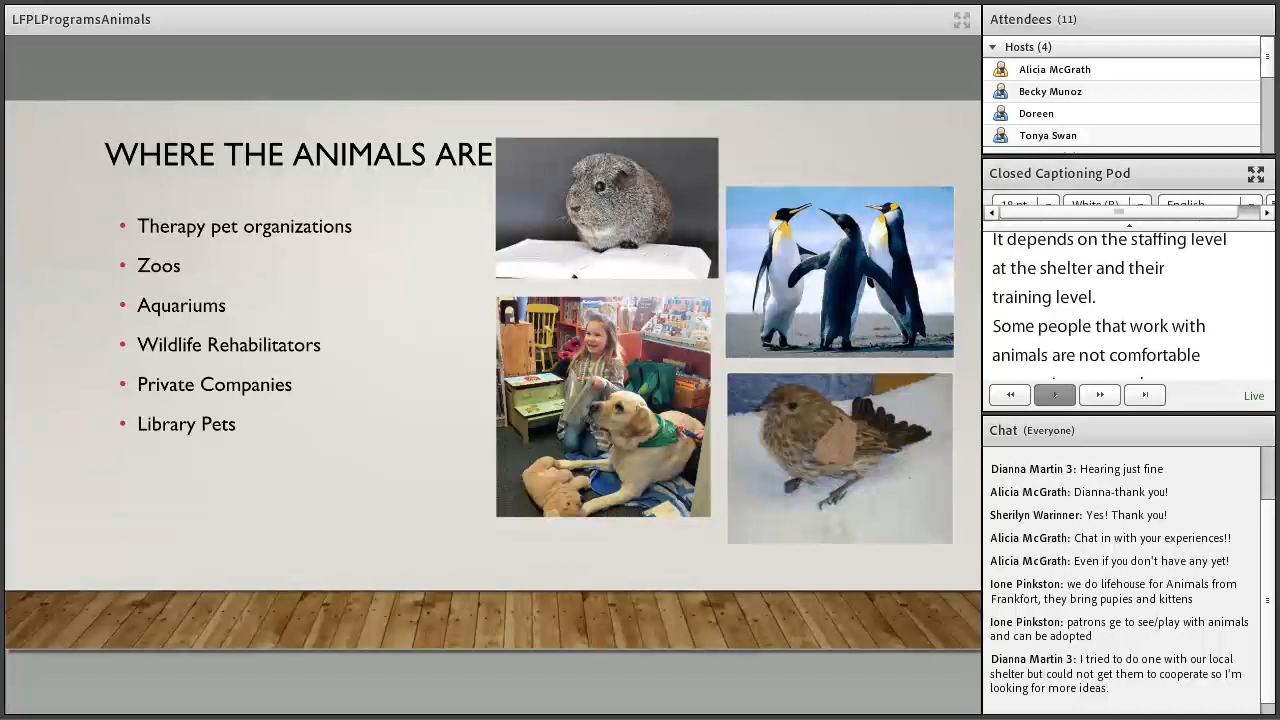 LFPLProgramsAnimals
WHERE THE ANIMALS ARE
• Therapy pet organizations
• Zoos
• Aquariums
• Wildlife Rehabilitators
• Private Companies
• Library Pets
Attendees (11)
Hosts (4)
Alicia McGrath
Becky Munoz
Doreen
Tonya Swan
Closed Captioning Pod
18 pt
White (B)
English
It depends on the staffing level
at the shelter and their
training level.
Some people that work with
animals are not comfortable
Live
Chat (Everyone)
Dianna Martin 3: Hearing just fine
Alicia McGrath: Dianna-thank you!
Sherilyn Warinner: Yes! Thank you!
Alicia McGrath: Chat in with your experiences!!
Alicia McGrath: Even if you don't have any yet!
Ione Pinkston: we do lifehouse for Animals from
Frankfort, they bring pupies and kittens
Ione Pinkston: patrons ge to see/play with animals
and can be adopted
Dianna Martin 3: I tried to do one with our local
shelter but could not get them to cooperate so I'm
looking for more ideas.